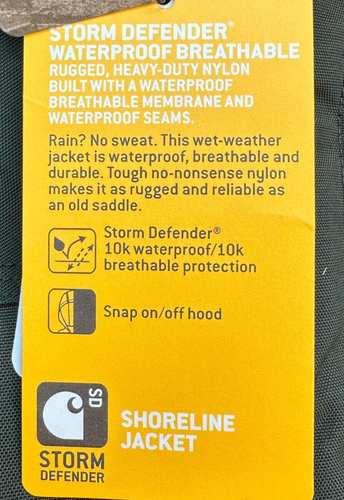 STORM DEFENDER®
WATERPROOF BREATHABLE
RUGGED, HEAVY-DUTY NYLON
BUILT WITH A WATERPROOF
BREATHABLE MEMBRANE AND
WATERPROOF SEAMS.
Rain? No sweat. This wet-weather
jacket is waterproof, breathable and
durable. Tough no-nonsense nylon
makes it as rugged and reliable as
an old saddle.
Storm Defender®
10k waterproof/10k
breathable protection
Snap on/off hood
SD
STORM
DEFENDER
SHORELINE
JACKET